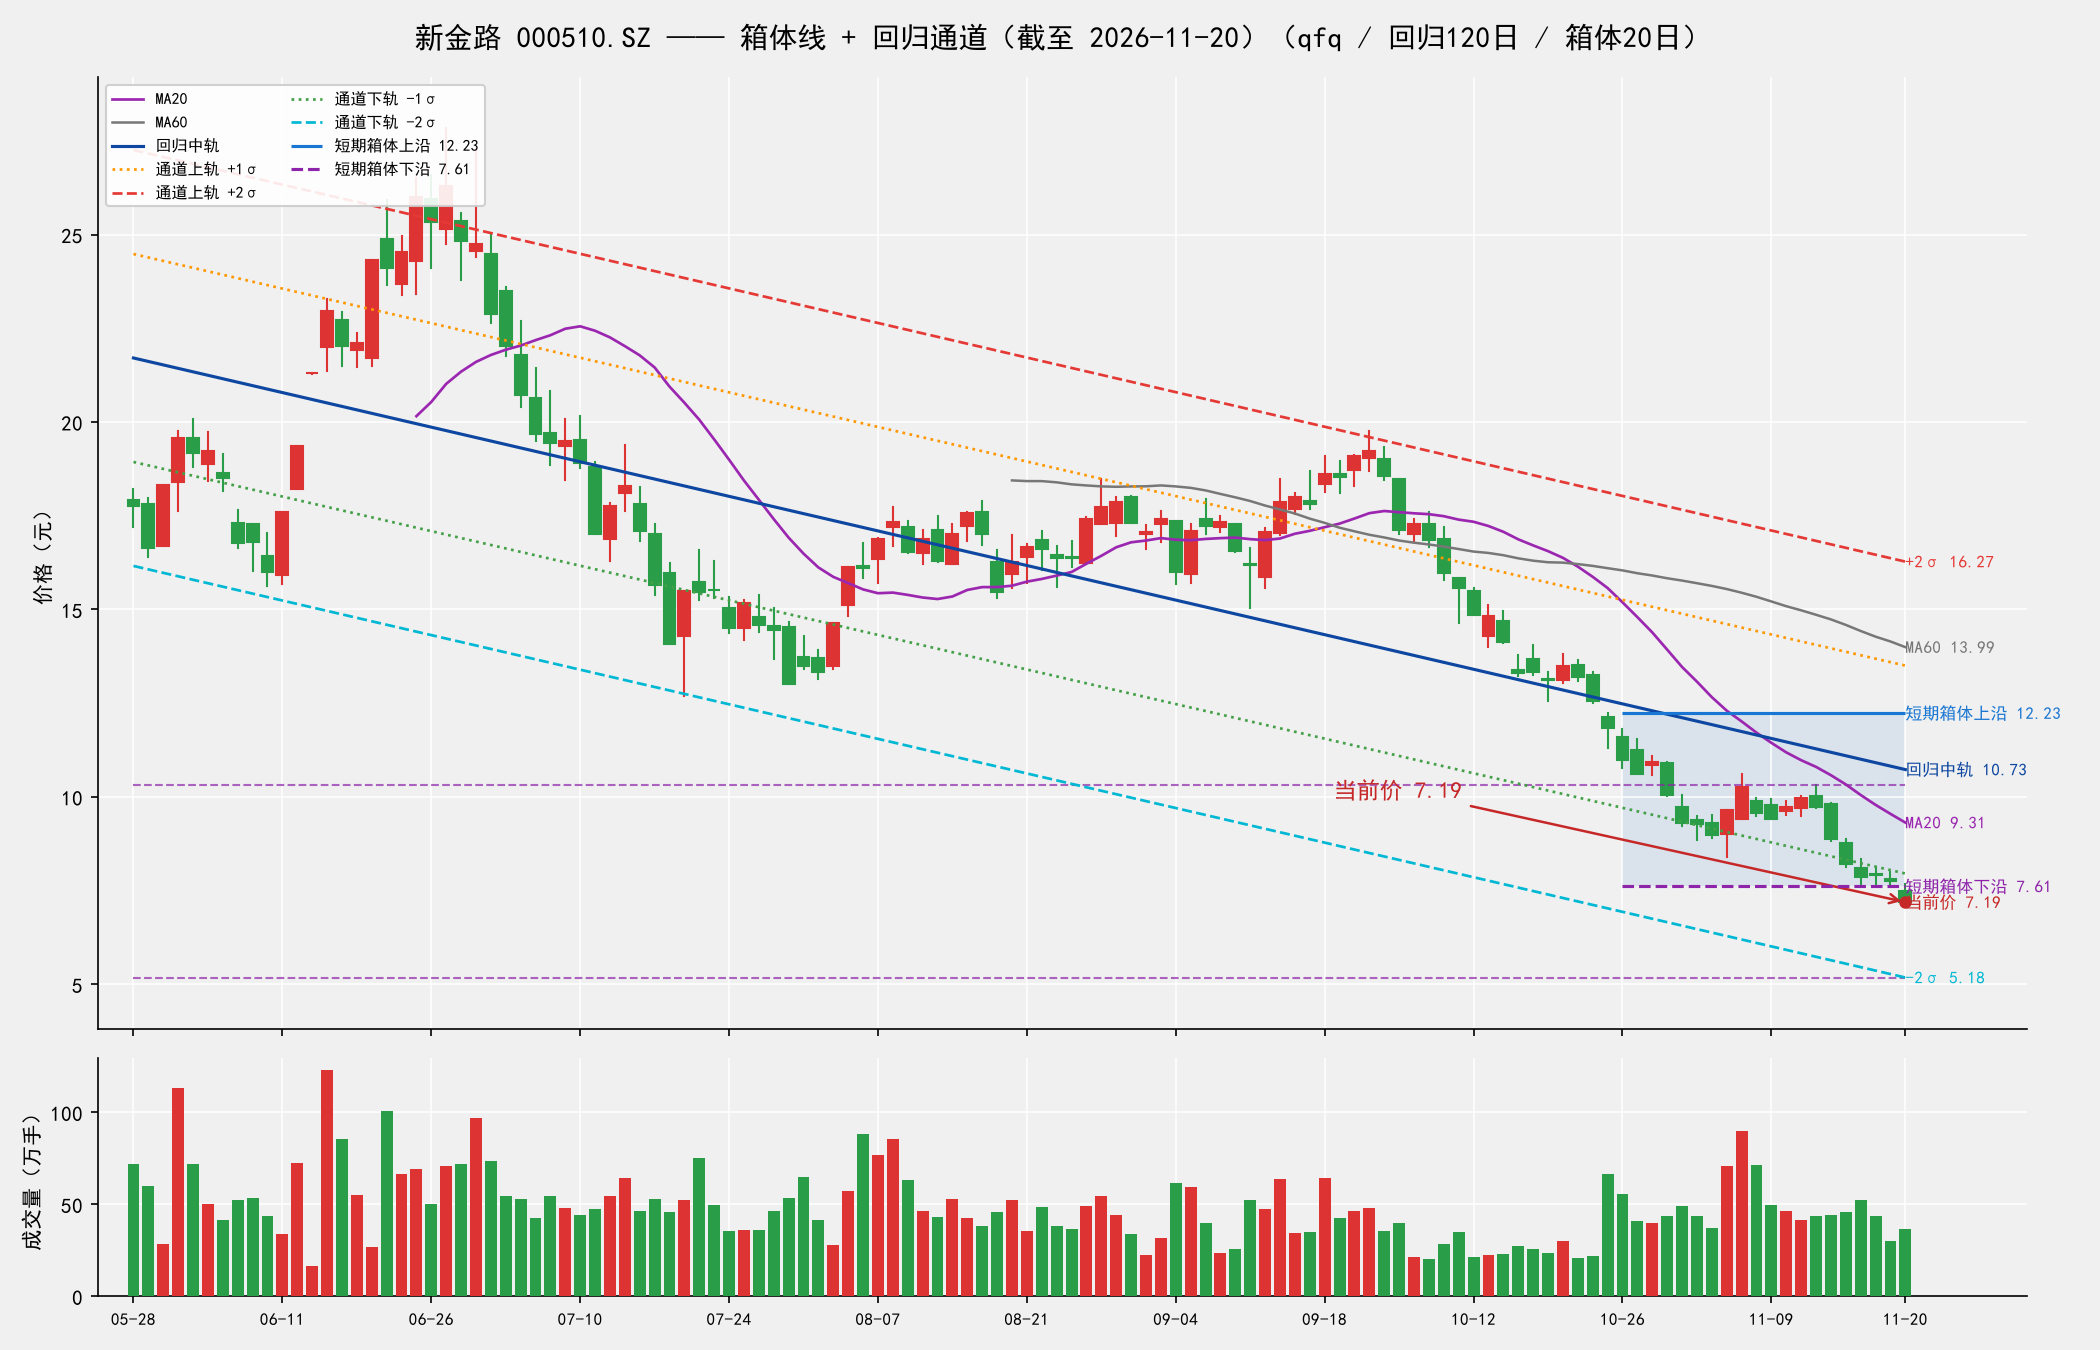 新金路 000510.SZ —— 箱体线 + 回归通道（截至 2026-11-20）（qfq / 回归120日 / 箱体20日）
MA20
MA60
回归中轨
通道上轨 +1σ
通道上轨 +2σ
通道下轨 -1σ
通道下轨 -2σ
短期箱体上沿 12.23
短期箱体下沿 7.61
价格（元）
25
20
15
10
5
+2σ 16.27
MA60 13.99
短期箱体上沿 12.23
回归中轨 10.73
当前价 7.19
MA20 9.31
短期箱体下沿 7.61
当前价 7.19
-2σ 5.18
成交量（万手）
100
50
0
05-28
06-11
06-26
07-10
07-24
08-07
08-21
09-04
09-18
10-12
10-26
11-09
11-20